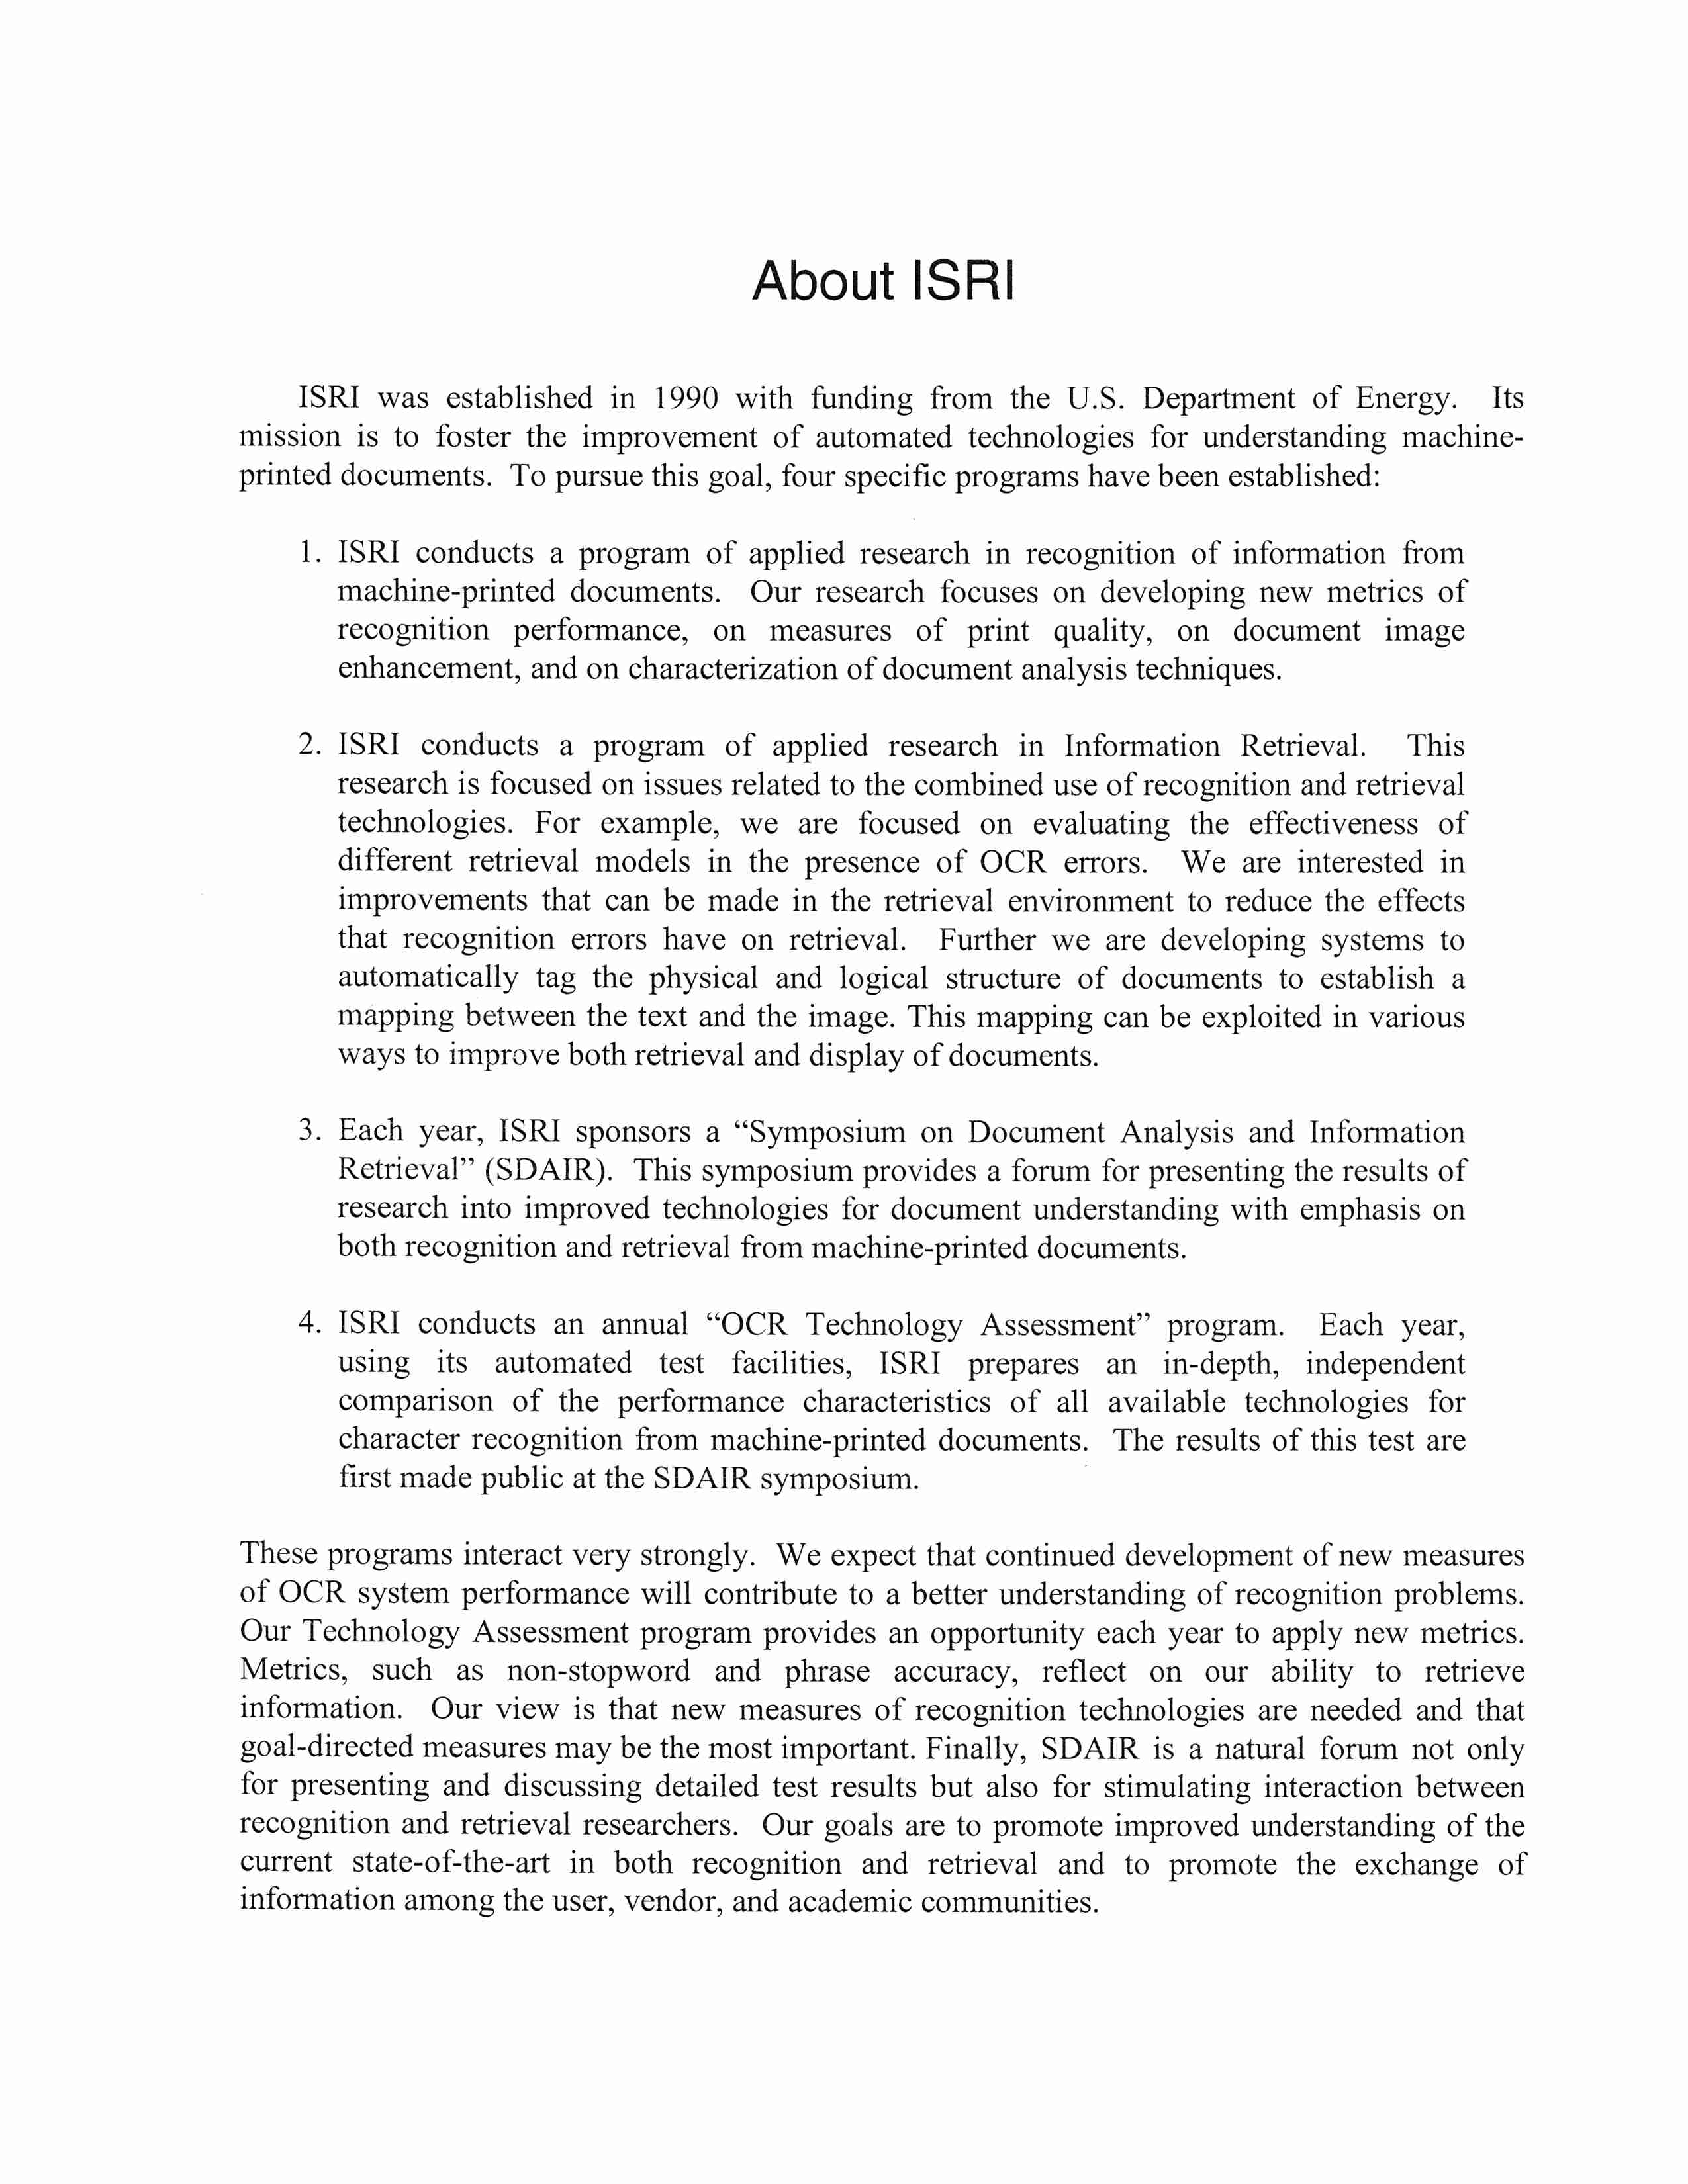 About ISRI
ISRI was established in 1990 with funding from the U.S. Department of Energy. Its
mission is to foster the improvement of automated technologies for understanding machine-
printed documents. To pursue this goal, four specific programs have been established:
1. ISRI conducts a program of applied research in recognition of information from
machine-printed documents. Our research focuses on developing new metrics of
recognition performance, on measures of print quality, on document image
enhancement, and on characterization of document analysis techniques.
2. ISRI conducts a program of applied research in Information Retrieval. This
research is focused on issues related to the combined use of recognition and retrieval
technologies. For example, we are focused on evaluating the effectiveness of
different retrieval models in the presence of OCR errors. We are interested in
improvements that can be made in the retrieval environment to reduce the effects
that recognition errors have on retrieval. Further we are developing systems to
automatically tag the physical and logical structure of documents to establish a
mapping between the text and the image. This mapping can be exploited in various
ways to improve both retrieval and display of documents.
3. Each year, ISRI sponsors a “Symposium on Document Analysis and Information
Retrieval” (SDAIR). This symposium provides a forum for presenting the results of
research into improved technologies for document understanding with emphasis on
both recognition and retrieval from machine-printed documents.
4. ISRI conducts an annual “OCR Technology Assessment” program. Each year,
using its automated test facilities, ISRI prepares an in-depth, independent
comparison of the performance characteristics of all available technologies for
character recognition from machine-printed documents. The results of this test are
first made public at the SDAIR symposium.
These programs interact very strongly. We expect that continued development of new measures
of OCR system performance will contribute to a better understanding of recognition problems.
Our Technology Assessment program provides an opportunity each year to apply new metrics.
Metrics, such as non-stopword and phrase accuracy, reflect on our ability to retrieve
information. Our view is that new measures of recognition technologies are needed and that
goal-directed measures may be the most important. Finally, SDAIR is a natural forum not only
for presenting and discussing detailed test results but also for stimulating interaction between
recognition and retrieval researchers. Our goals are to promote improved understanding of the
current state-of-the-art in both recognition and retrieval and to promote the exchange of
information among the user, vendor, and academic communities.